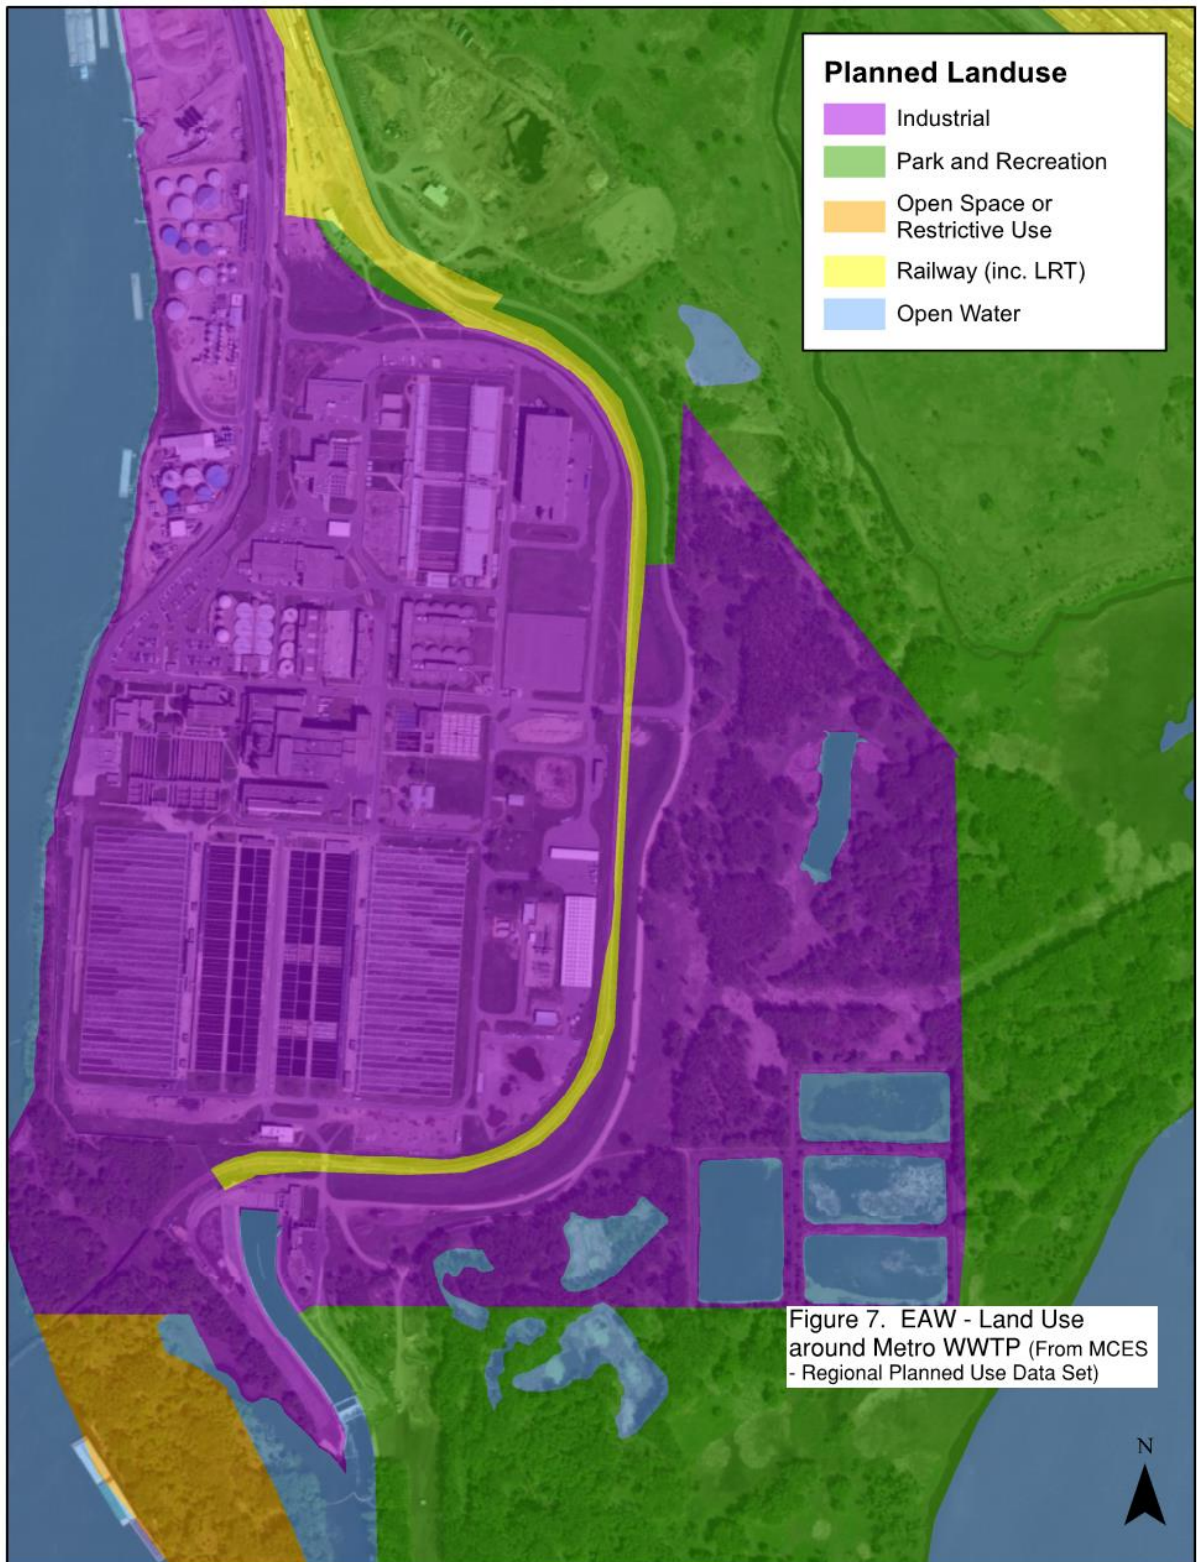 Planned Landuse
Industrial
Park and Recreation
Open Space or
Restrictive Use
Railway (inc. LRT)
Open Water
Figure 7. EAW - Land Use
around Metro WWTP (From MCES
- Regional Planned Use Data Set)
N